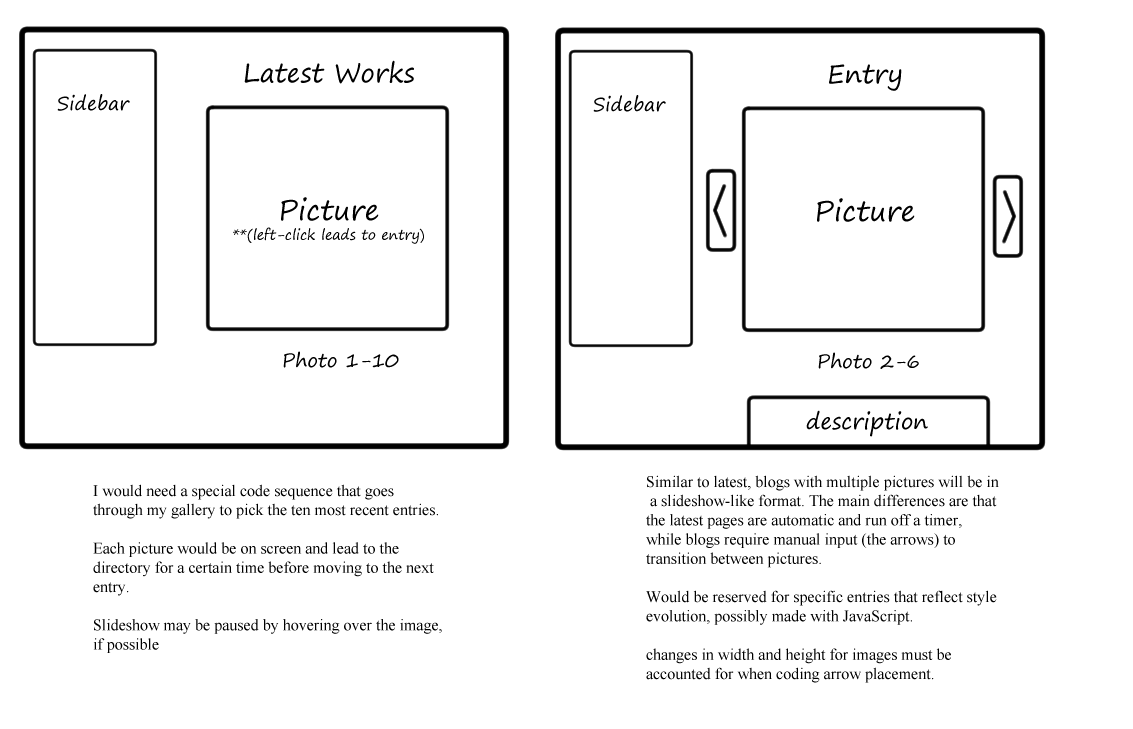 Latest Works
Sidebar
Picture
**(left-click leads to entry)
Photo 1-10
I would need a special code sequence that goes
through my gallery to pick the ten most recent entries.
Each picture would be on screen and lead to the
directory for a certain time before moving to the next
entry.
Slideshow may be paused by hovering over the image,
if possible
Entry
Sidebar
Picture
Photo 2-6
description
Similar to latest, blogs with multiple pictures will be in
a slideshow-like format. The main differences are that
the latest pages are automatic and run off a timer,
while blogs require manual input (the arrows) to
transition between pictures.
Would be reserved for specific entries that reflect style
evolution, possibly made with JavaScript.
changes in width and height for images must be
accounted for when coding arrow placement.